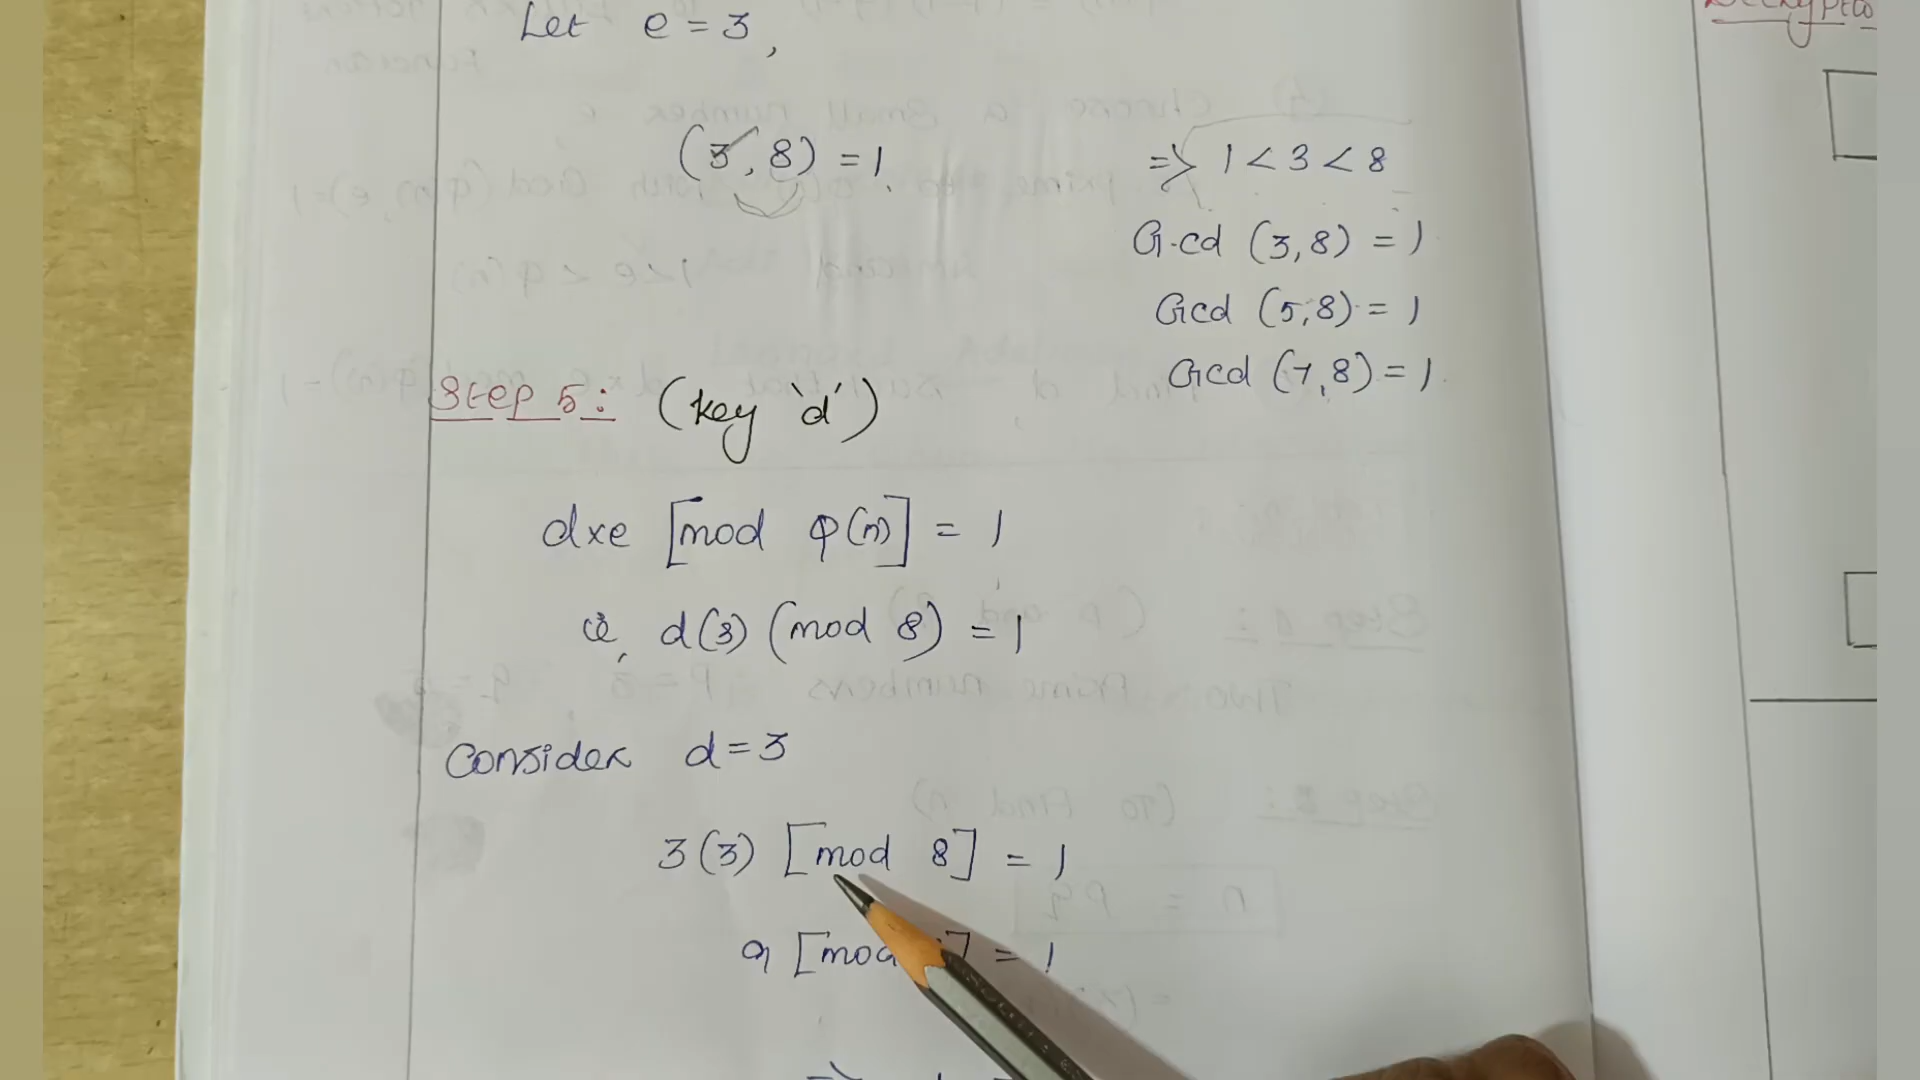 Let e = 3,
(3, 8) = 1.
=> 1 < 3 < 8
G.cd (3,8) = 1
Gcd (5,8) = 1
Gcd (7,8) = 1.
Step 5: (key 'd')
dxe [mod φ(n)] = 1
ie, d(3) (mod 8) = 1
Consider d = 3
3(3) [mod 8] = 1
9 [mod ] = 1